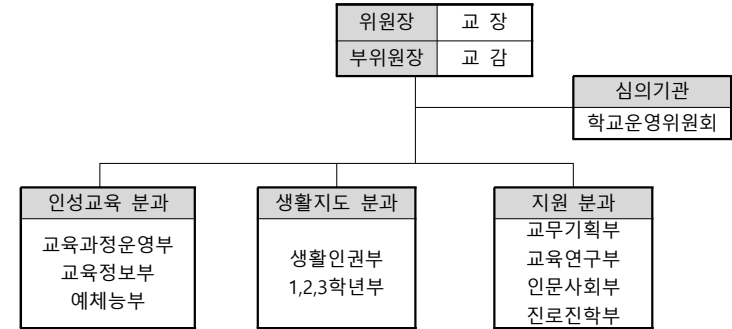 위원장 교 장
부위원장 교 감
심의기관
학교운영위원회
인성교육 분과
교육과정운영부
교육정보부
예체능부
생활지도 분과
생활인권부
1,2,3학년부
지원 분과
교무기획부
교육연구부
인문사회부
진로진학부